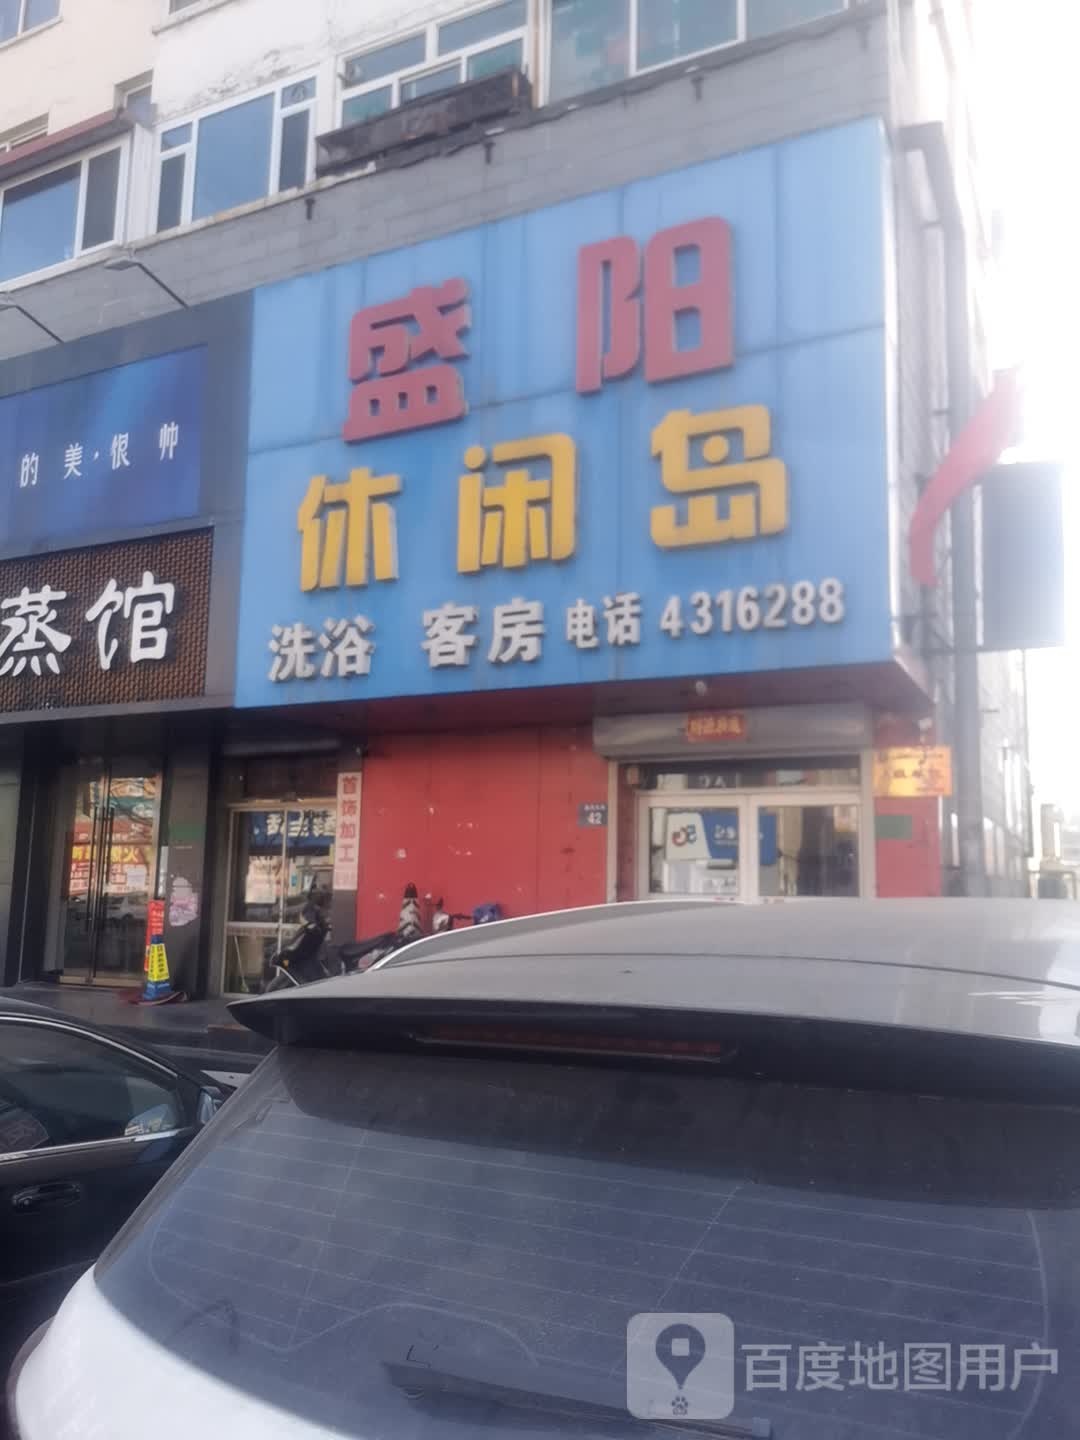 盛阳
休闲岛
洗浴 客房 电话 4316288
的美·很帅
蒸馆
首饰加工
42
百度地图用户